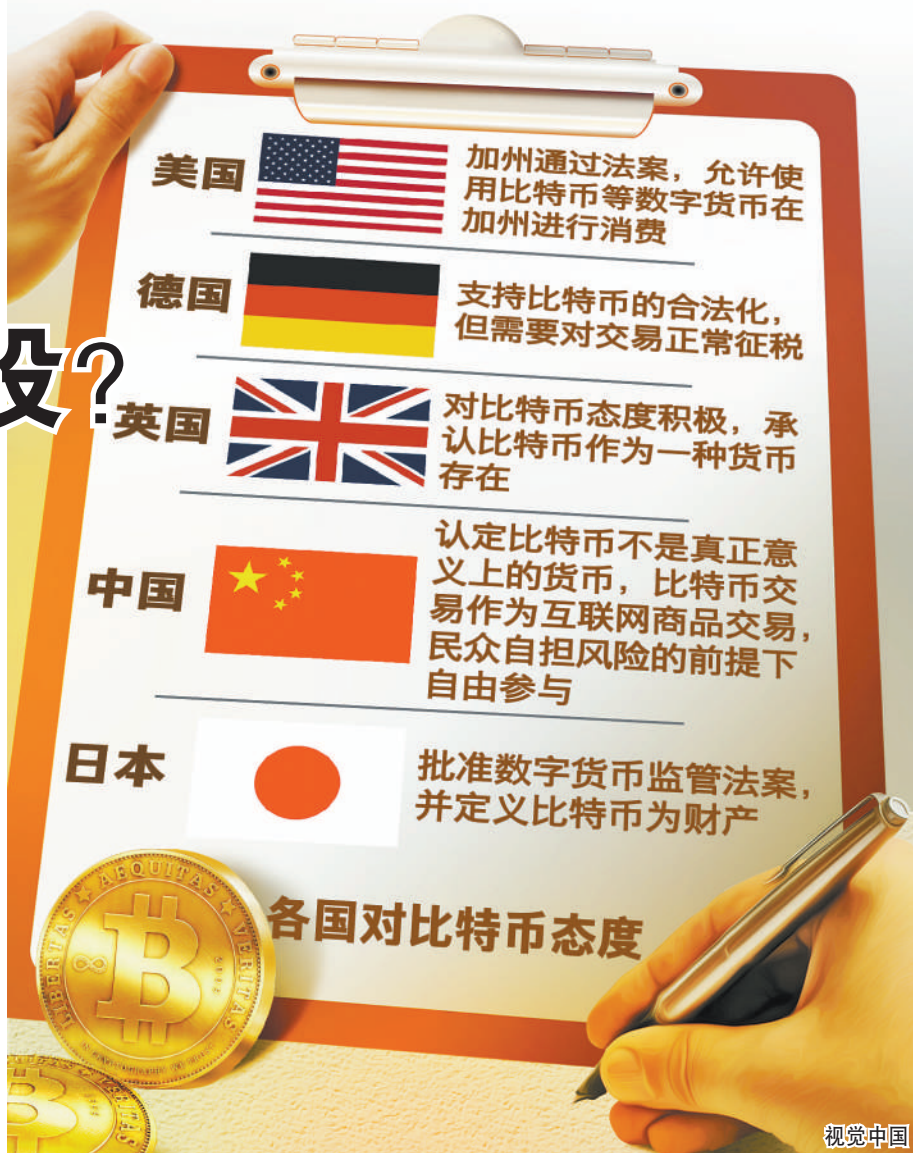 美国
加州通过法案，允许使
用比特币等数字货币在
加州进行消费
德国
支持比特币的合法化，
但需要对交易正常征税
投？
英国
对比特币态度积极，承
认比特币作为一种货币
存在
中国
认定比特币不是真正意
义上的货币，比特币交
易作为互联网商品交易，
民众自担风险的前提下
自由参与
日本
批准数字货币监管法案，
并定义比特币为财产
各国对比特币态度
LIBERTAS AEQUITAS VERITAS
B
视觉中国